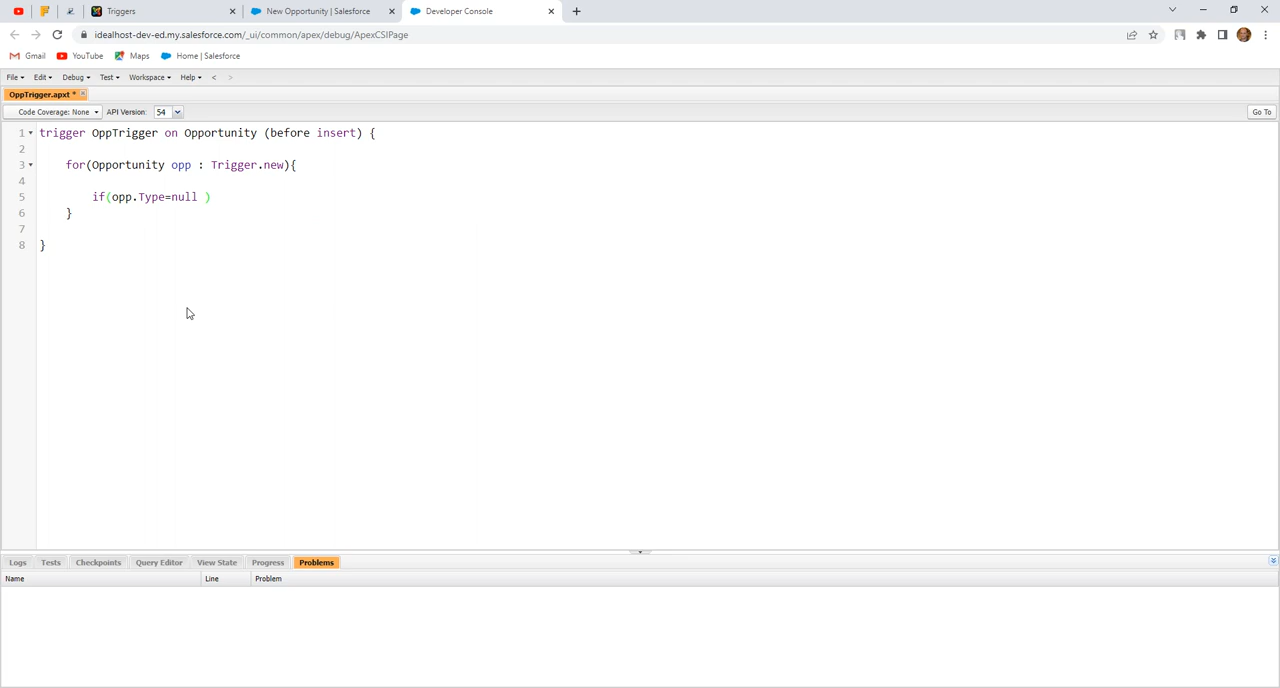 Triggers
New Opportunity | Salesforce
Developer Console
idealhost-dev-ed.my.salesforce.com/_ui/common/apex/debug/ApexCSIPage
Gmail YouTube Maps Home | Salesforce
File Edit Debug Test Workspace Help < >
OppTrigger.apxt *
Code Coverage: None API Version: 54 Go To
1 trigger OppTrigger on Opportunity (before insert) {
2
3 for(Opportunity opp : Trigger.new){
4
5 if(opp.Type=null )
6 }
7
8 }
Logs Tests Checkpoints Query Editor View State Progress Problems
Name Line Problem